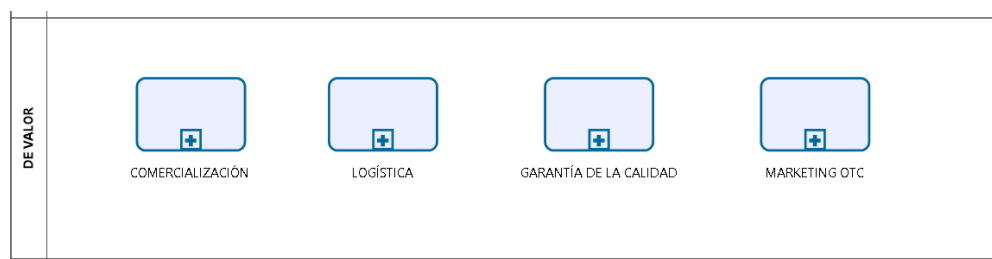 DE VALOR
COMERCIALIZACIÓN
LOGÍSTICA
GARANTÍA DE LA CALIDAD
MARKETING OTC